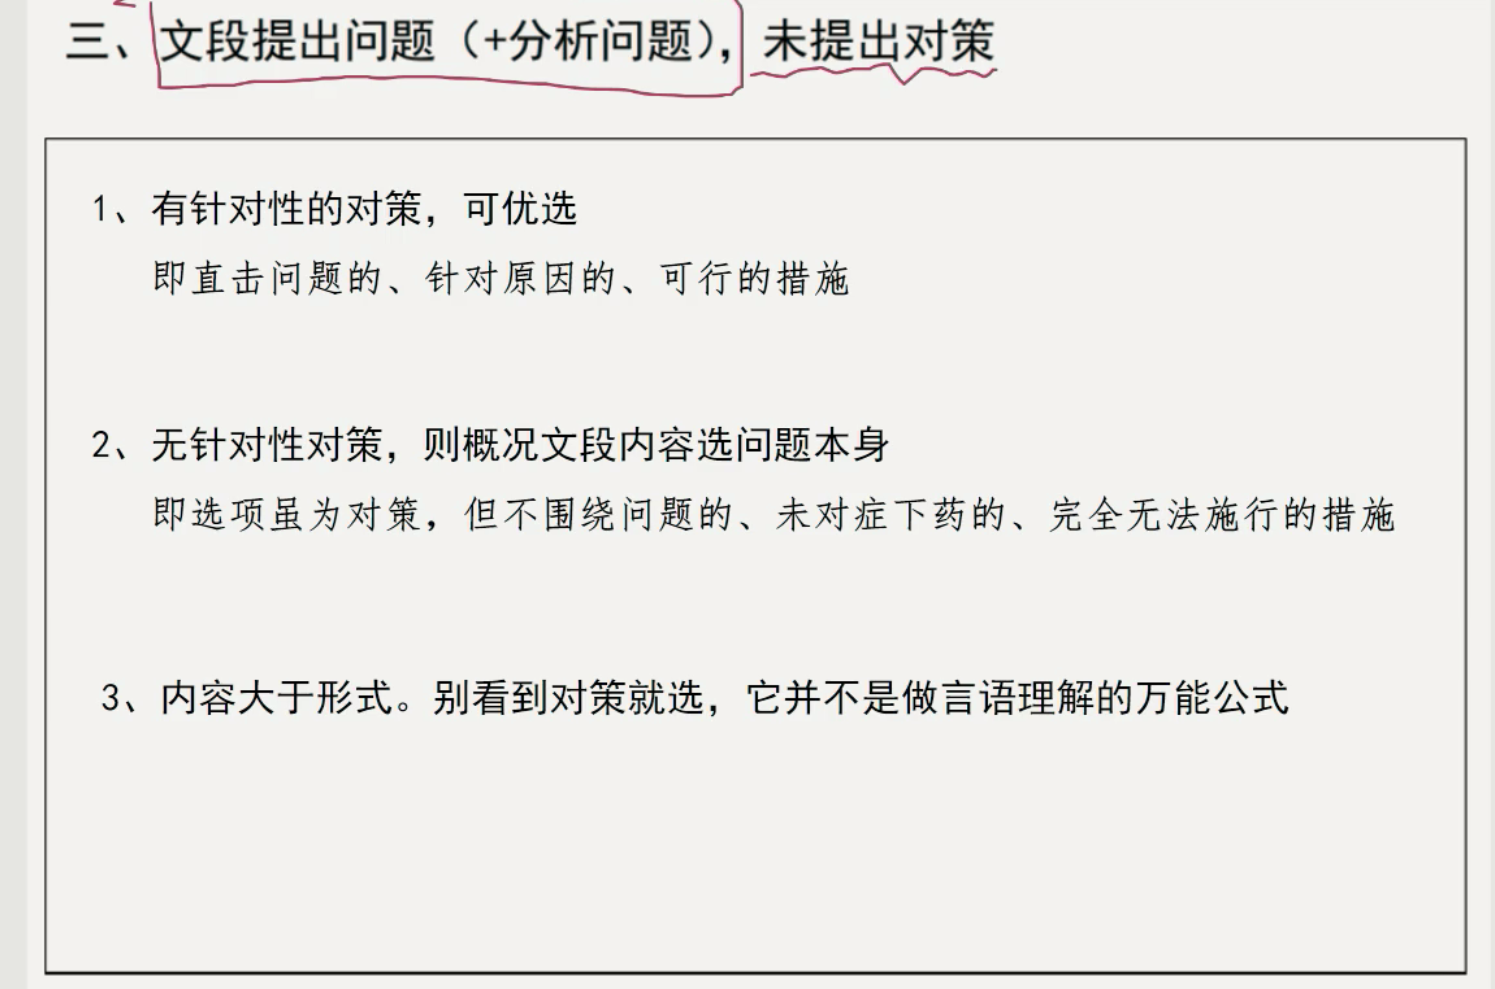 三、文段提出问题（+分析问题），未提出对策
1、有针对性的对策，可优选
即直击问题的、针对原因的、可行的措施
2、无针对性对策，则概况文段内容选问题本身
即选项虽为对策，但不围绕问题的、未对症下药的、完全无法施行的措施
3、内容大于形式。别看到对策就选，它并不是做言语理解的万能公式